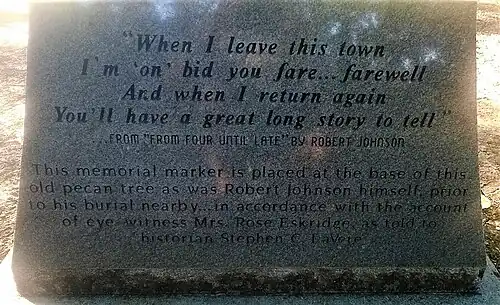 "When I leave this town
I'm 'on' bid you fare... farewell
And when I return again
You'll have a great long story to tell"
...FROM "FROM FOUR UNTIL LATE" BY ROBERT JOHNSON
This memorial marker is placed at the base of this
old pecan tree as was Robert Johnson himself, prior
to his burial nearby...in accordance with the account
of eye-witness Mrs. Rose Eskridge, as told to
historian Stephen C. LaVere